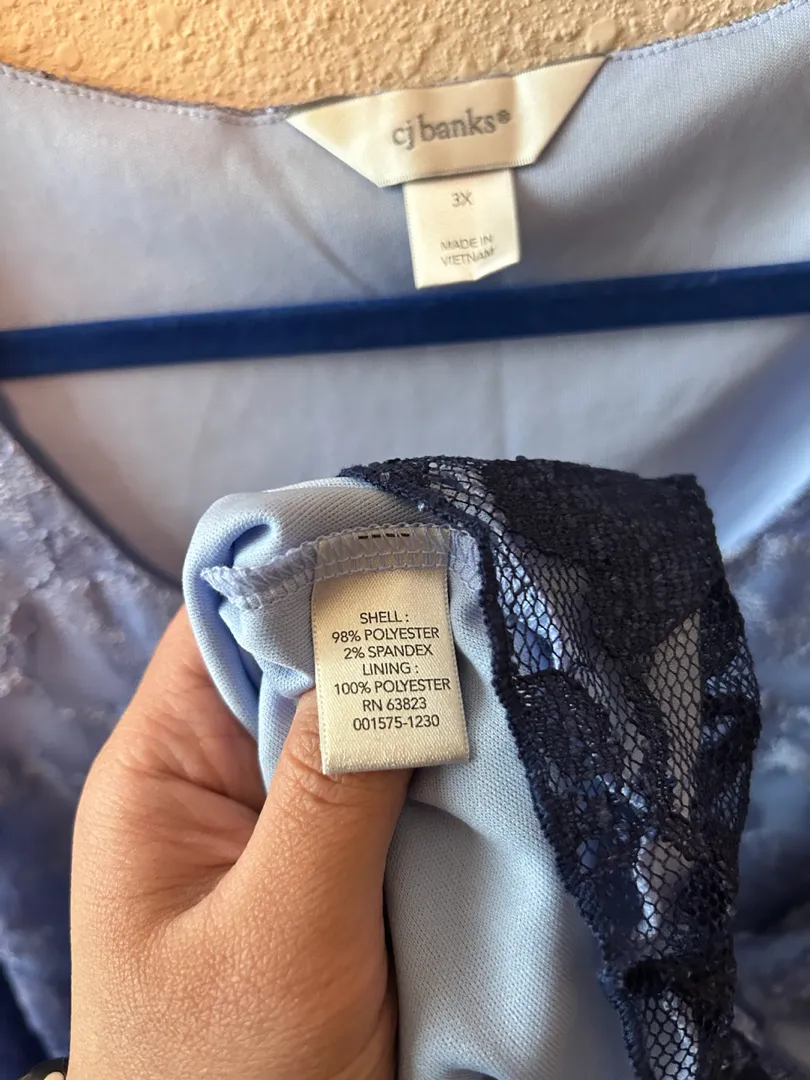 cj banks®
3X
MADE IN
VIETNAM
SHELL :
98% POLYESTER
2% SPANDEX
LINING :
100% POLYESTER
RN 63823
001575-1230